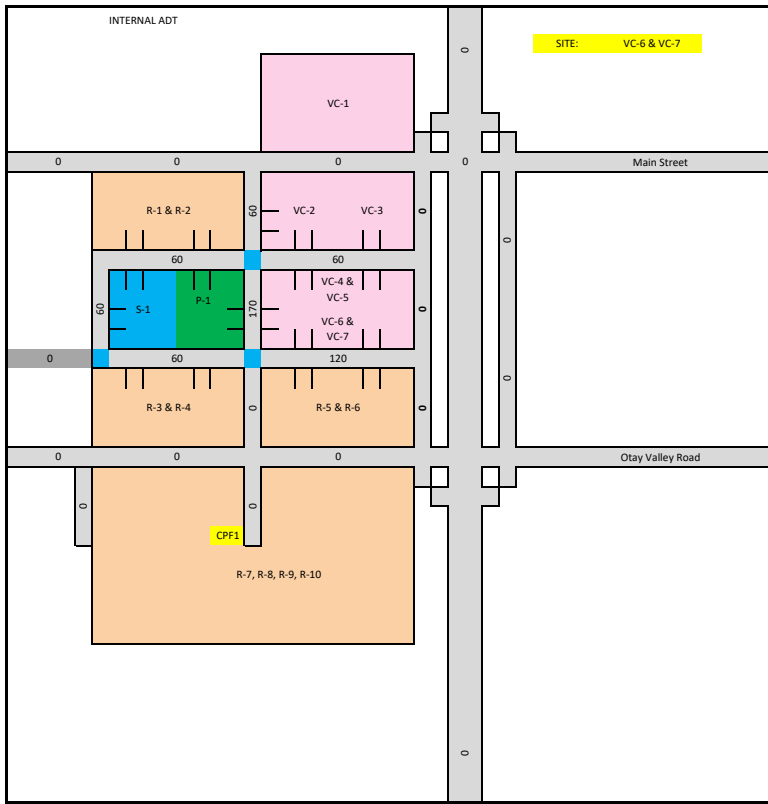 INTERNAL ADT
SITE: VC-6 & VC-7
0
VC-1
0 0 0 0 Main Street
R-1 & R-2
60
VC-2 VC-3
0
0
60 60
S-1
P-1
60
170
VC-4 &
VC-5
VC-6 &
VC-7
0
0 60 120
0
R-3 & R-4
0
R-5 & R-6
0
0 0 0 Otay Valley Road
0
0
CPF1
R-7, R-8, R-9, R-10
0